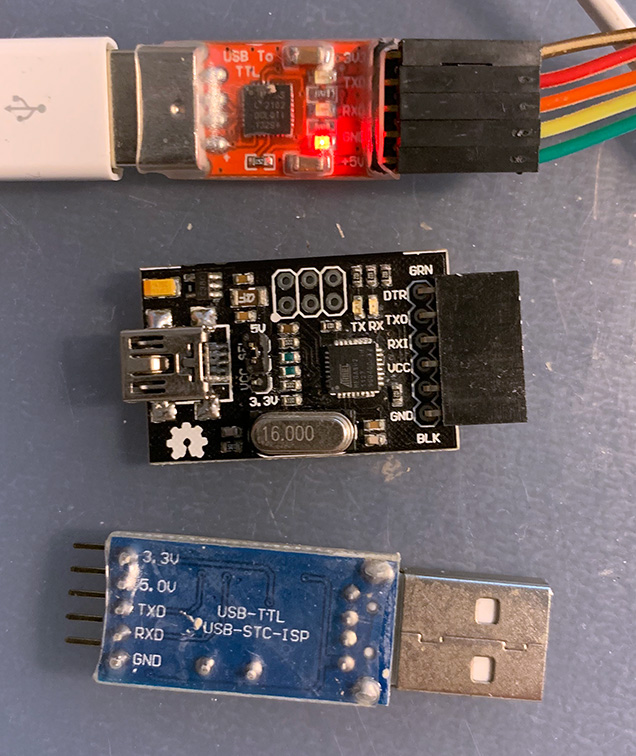 USB To
TTL
3V3
TXD
RXD
GND
+5V
GRN
DTR
TXO
RXI
VCC
GND
BLK
TX RX
5V
3.3V
16.000
3.3V
5.0V
TXD
RXD
GND
USB-TTL
USB-STC-ISP